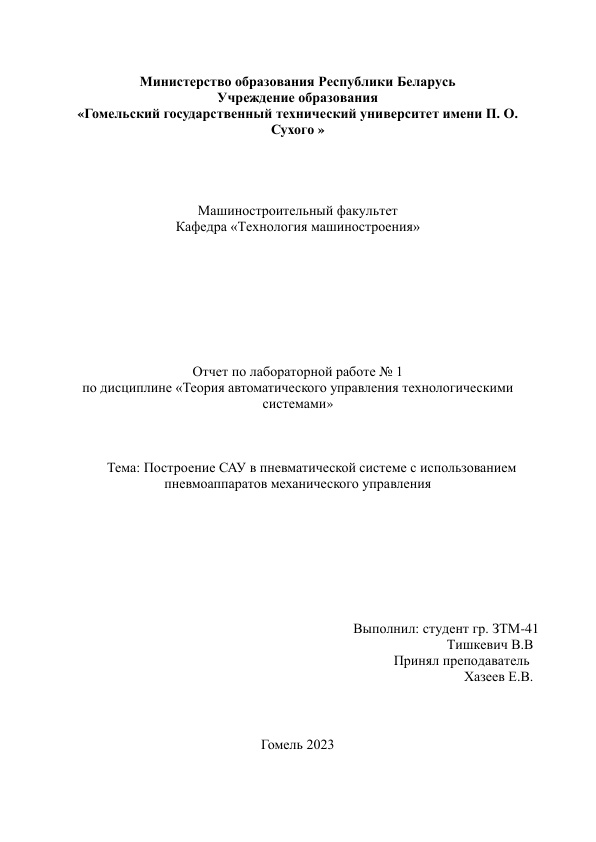 Министерство образования Республики Беларусь
Учреждение образования
«Гомельский государственный технический университет имени П. О.
Сухого »
Машиностроительный факультет
Кафедра «Технология машиностроения»
Отчет по лабораторной работе № 1
по дисциплине «Теория автоматического управления технологическими
системами»
Тема: Построение САУ в пневматической системе с использованием
пневмоаппаратов механического управления
Выполнил: студент гр. ЗТМ-41
Тишкевич В.В
Принял преподаватель
Хазеев Е.В.
Гомель 2023